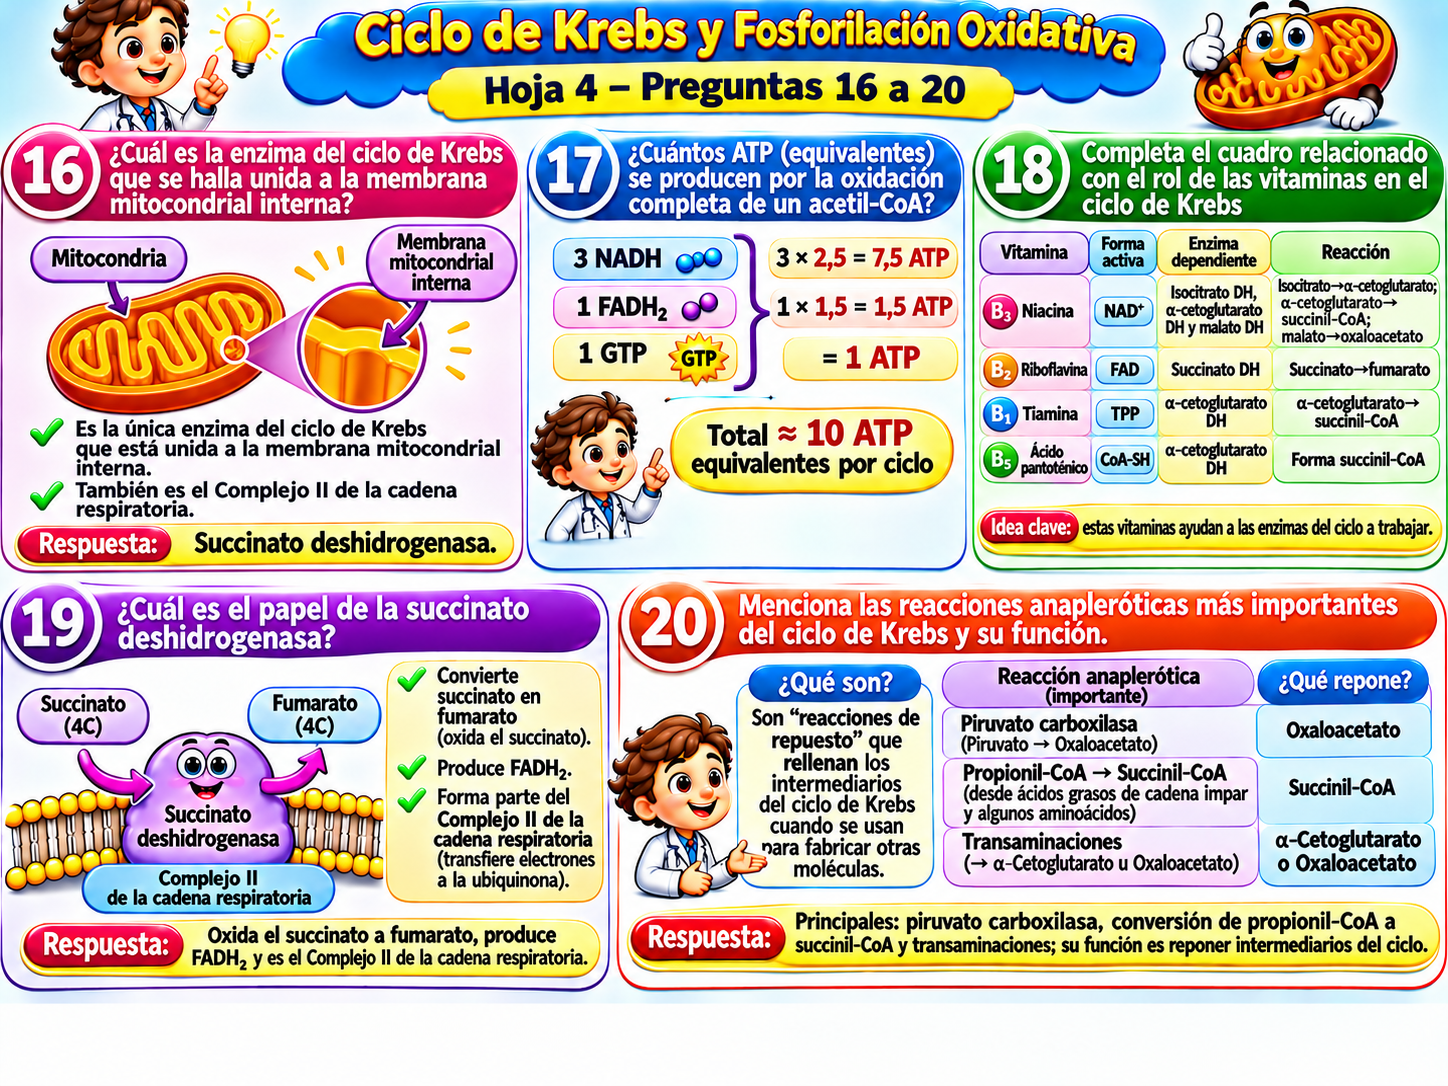 Ciclo de Krebs y Fosforilación Oxidativa
Hoja 4 – Preguntas 16 a 20
16
¿Cuál es la enzima del ciclo de Krebs
que se halla unida a la membrana
mitocondrial interna?
Mitocondria
Membrana
mitocondrial
interna
Es la única enzima del ciclo de Krebs
que está unida a la membrana mitocondrial
interna.
También es el Complejo II de la cadena
respiratoria.
Respuesta: Succinato deshidrogenasa.
17
¿Cuántos ATP (equivalentes)
se producen por la oxidación
completa de un acetil-CoA?
3 NADH
3 × 2,5 = 7,5 ATP
1 FADH₂
1 × 1,5 = 1,5 ATP
1 GTP
GTP
= 1 ATP
Total ≈ 10 ATP
equivalentes por ciclo
18
Completa el cuadro relacionado
con el rol de las vitaminas en el
ciclo de Krebs
Vitamina
Forma
activa
Enzima
dependiente
Reacción
B₃ Niacina
NAD⁺
Isocitrato DH,
α-cetoglutarato
DH y malato DH
Isocitrato→α-cetoglutarato;
α-cetoglutarato→
succinil-CoA;
malato→oxaloacetato
B₂ Riboflavina
FAD
Succinato DH
Succinato→fumarato
B₁ Tiamina
TPP
α-cetoglutarato
DH
α-cetoglutarato→
succinil-CoA
B₅ Ácido
pantoténico
CoA-SH
α-cetoglutarato
DH
Forma succinil-CoA
Idea clave: estas vitaminas ayudan a las enzimas del ciclo a trabajar.
19
¿Cuál es el papel de la succinato
deshidrogenasa?
Succinato
(4C)
Fumarato
(4C)
Succinato
deshidrogenasa
Complejo II
de la cadena respiratoria
Convierte
succinato en
fumarato
(oxida el succinato).
Produce FADH₂.
Forma parte del
Complejo II de la
cadena respiratoria
(transfiere electrones
a la ubiquinona).
Respuesta: Oxida el succinato a fumarato, produce
FADH₂ y es el Complejo II de la cadena respiratoria.
20
Menciona las reacciones anapleróticas más importantes
del ciclo de Krebs y su función.
¿Qué son?
Son “reacciones de
repuesto” que
rellenan los
intermediarios
del ciclo de Krebs
cuando se usan
para fabricar otras
moléculas.
Reacción anaplerótica
(importante)
¿Qué repone?
Piruvato carboxilasa
(Piruvato → Oxaloacetato)
Oxaloacetato
Propionil-CoA → Succinil-CoA
(desde ácidos grasos de cadena impar
y algunos aminoácidos)
Succinil-CoA
Transaminaciones
(→ α-Cetoglutarato u Oxaloacetato)
α-Cetoglutarato
o Oxaloacetato
Respuesta: Principales: piruvato carboxilasa, conversión de propionil-CoA a
succinil-CoA y transaminaciones; su función es reponer intermediarios del ciclo.